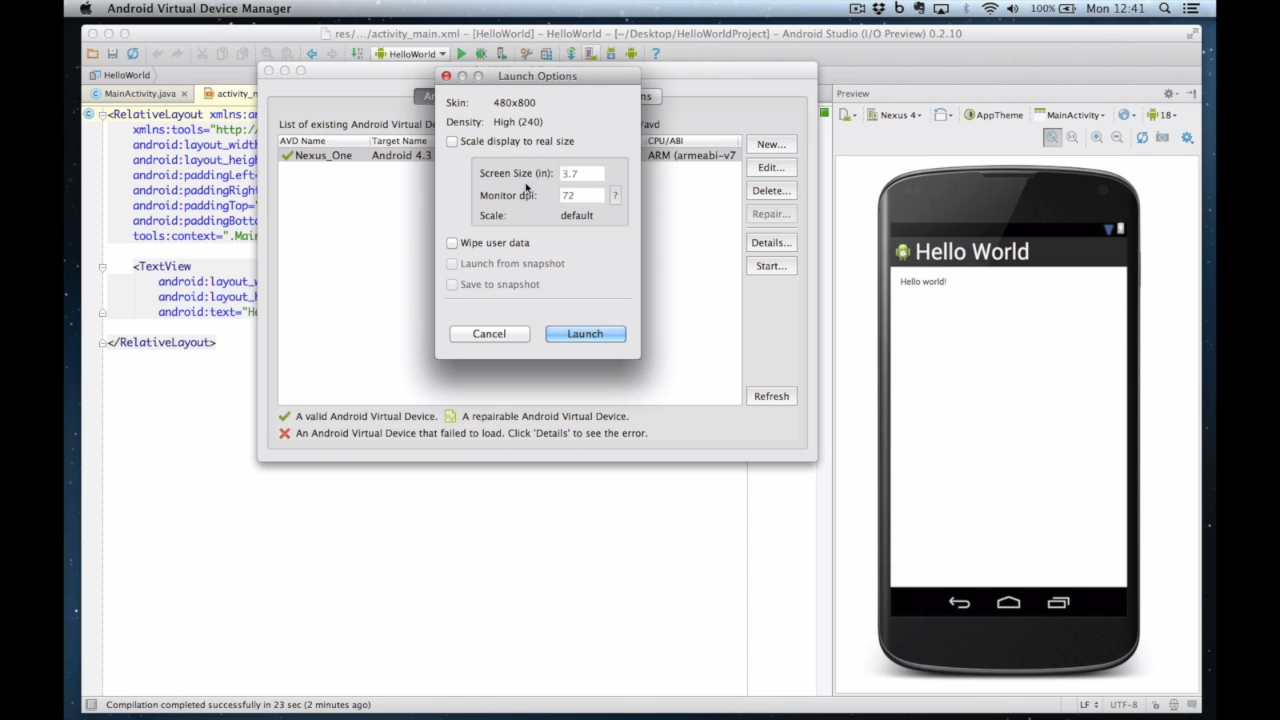 Android Virtual Device Manager
100%
Mon 12:41
res/.../activity_main.xml - [HelloWorld] - HelloWorld - [~/Desktop/HelloWorldProject] - Android Studio (I/O Preview) 0.2.10
HelloWorld
HelloWorld
MainActivity.java
activity_m
<RelativeLayout xmlns:an
xmlns:tools="http:/
android:layout_widt
android:layout_heig
android:paddingLeft
android:paddingRigh
android:paddingTop=
android:paddingBott
tools:context=".Mai
<TextView
android:layout_w
android:layout_h
android:text="He
</RelativeLayout>
List of existing Android Virtual De
/avd
AVD Name
Target Name
CPU/ABI
Nexus_One
Android 4.3
ARM (armeabi-v7
New...
Edit...
Delete...
Repair...
Details...
Start...
Refresh
A valid Android Virtual Device.
A repairable Android Virtual Device.
An Android Virtual Device that failed to load. Click 'Details' to see the error.
Launch Options
Skin: 480x800
Density: High (240)
Scale display to real size
Screen Size (in): 3.7
Monitor dpi: 72 ?
Scale: default
Wipe user data
Launch from snapshot
Save to snapshot
Cancel
Launch
Preview
Nexus 4
AppTheme
MainActivity
18
Hello World
Hello world!
Compilation completed successfully in 23 sec (2 minutes ago)
LF
UTF-8